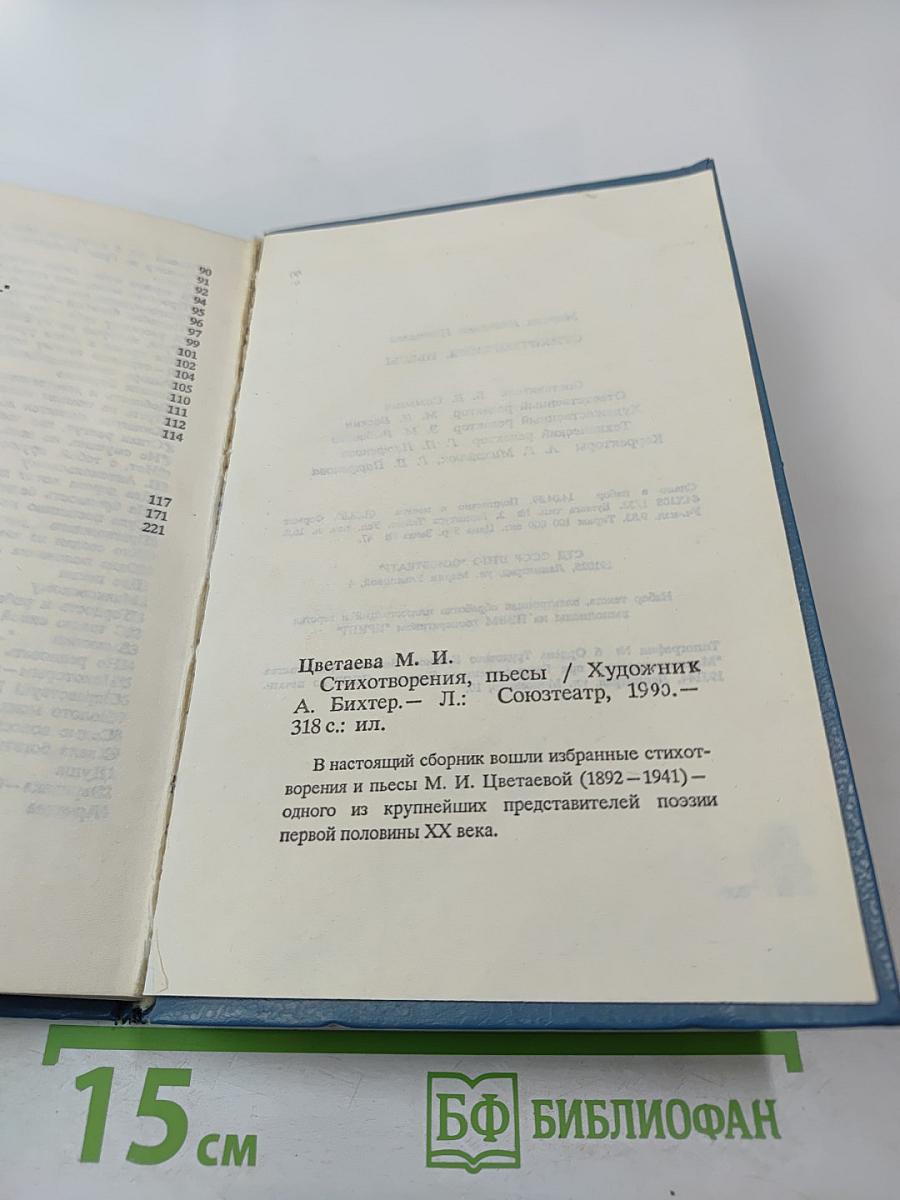 90
91
92
94
95
96
97
99
101
102
104
105
110
111
112
114
117
171
221
Цветаева М. И.
Стихотворения, пьесы / Художник
А. Бихтер.— Л.: Союзтеатр, 1990.—
318 с.: ил.
В настоящий сборник вошли избранные стихот-
ворения и пьесы М. И. Цветаевой (1892—1941)—
одного из крупнейших представителей поэзии
первой половины XX века.
15 см
БФ БИБЛИОФАН